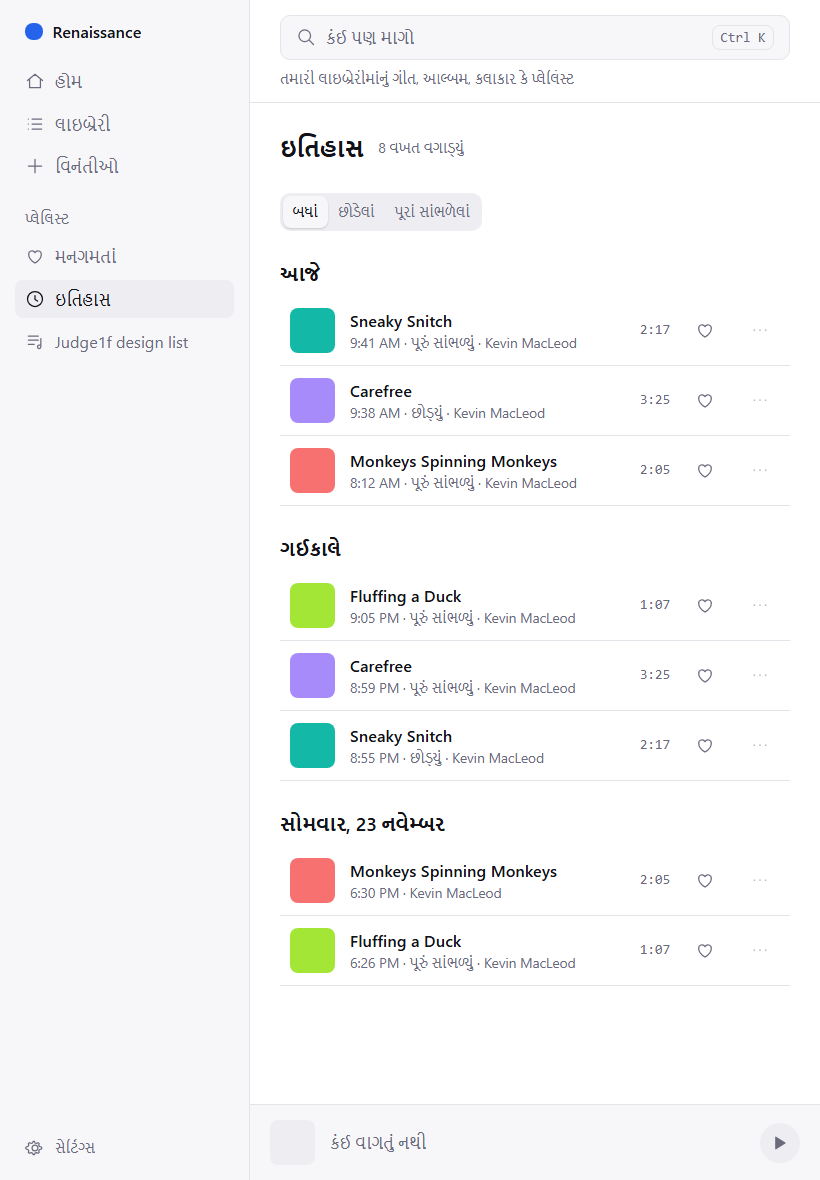 Renaissance
હોમ
લાઇબ્રેરી
વિનંતીઓ
પ્લેલિસ્ટ
મનગમતાં
ઇતિહાસ
Judge1f design list
સેટિંગ્સ
કંઈ પણ માગો
Ctrl K
તમારી લાઇબ્રેરીમાંનું ગીત, આલ્બમ, કલાકાર કે પ્લેલિસ્ટ
ઇતિહાસ 8 વખત વગાડ્યું
બધાં છોડેલાં પૂરાં સાંભળેલાં
આજે
Sneaky Snitch
9:41 AM · પૂરું સાંભળ્યું · Kevin MacLeod
2:17
Carefree
9:38 AM · છોડ્યું · Kevin MacLeod
3:25
Monkeys Spinning Monkeys
8:12 AM · પૂરું સાંભળ્યું · Kevin MacLeod
2:05
ગઈકાલે
Fluffing a Duck
9:05 PM · પૂરું સાંભળ્યું · Kevin MacLeod
1:07
Carefree
8:59 PM · પૂરું સાંભળ્યું · Kevin MacLeod
3:25
Sneaky Snitch
8:55 PM · છોડ્યું · Kevin MacLeod
2:17
સોમવાર, 23 નવેમ્બર
Monkeys Spinning Monkeys
6:30 PM · Kevin MacLeod
2:05
Fluffing a Duck
6:26 PM · પૂરું સાંભળ્યું · Kevin MacLeod
1:07
કંઈ વાગતું નથી